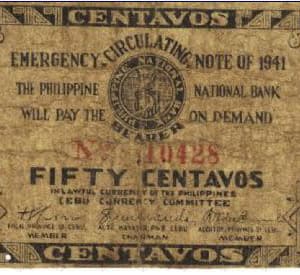 CENTAVOS
EMERGENCY CIRCULATING NOTE OF 1941
THE PHILIPPINE NATIONAL BANK
WILL PAY THE BEARER ON DEMAND
10428
FIFTY CENTAVOS
IN LAWFUL CURRENCY OF THE PHILIPPINES
CEBU CURRENCY COMMITTEE
MEMBER CHAIRMAN MEMBER
CENTAVOS